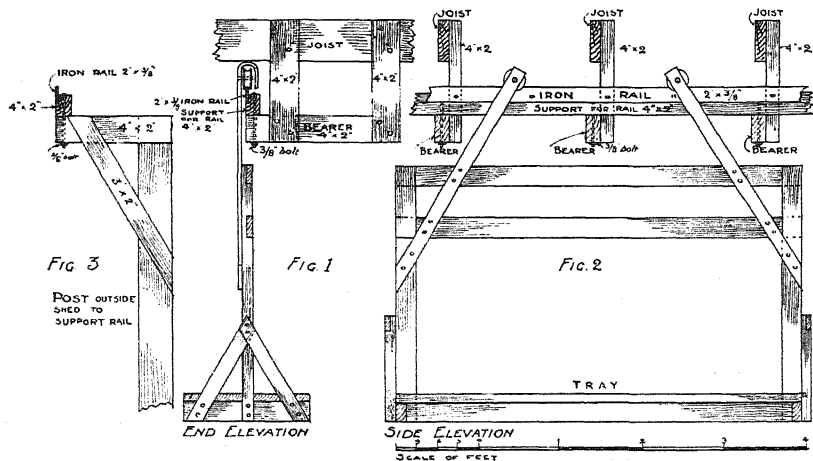 IRON RAIL 2" × 3/8"
4" × 2"
4" × 2"
3/8" bolt
3 × 2"
FIG. 3
POST OUTSIDE
SHED TO
SUPPORT RAIL
JOIST
4" × 2"
4" × 2"
2" × 3/8 IRON RAIL
SUPPORT
FOR RAIL
4" × 2"
BEARER
4" × 2"
3/8" bolt
FIG. 1
END ELEVATION
JOIST
JOIST
JOIST
4" × 2
4" × 2
4" × 2
IRON RAIL 2" × 3/8"
SUPPORT FOR RAIL 4" × 2"
BEARER
BEARER
3/8" bolt
BEARER
FIG. 2
TRAY
SIDE ELEVATION
1 2 3 4
SCALE OF FEET